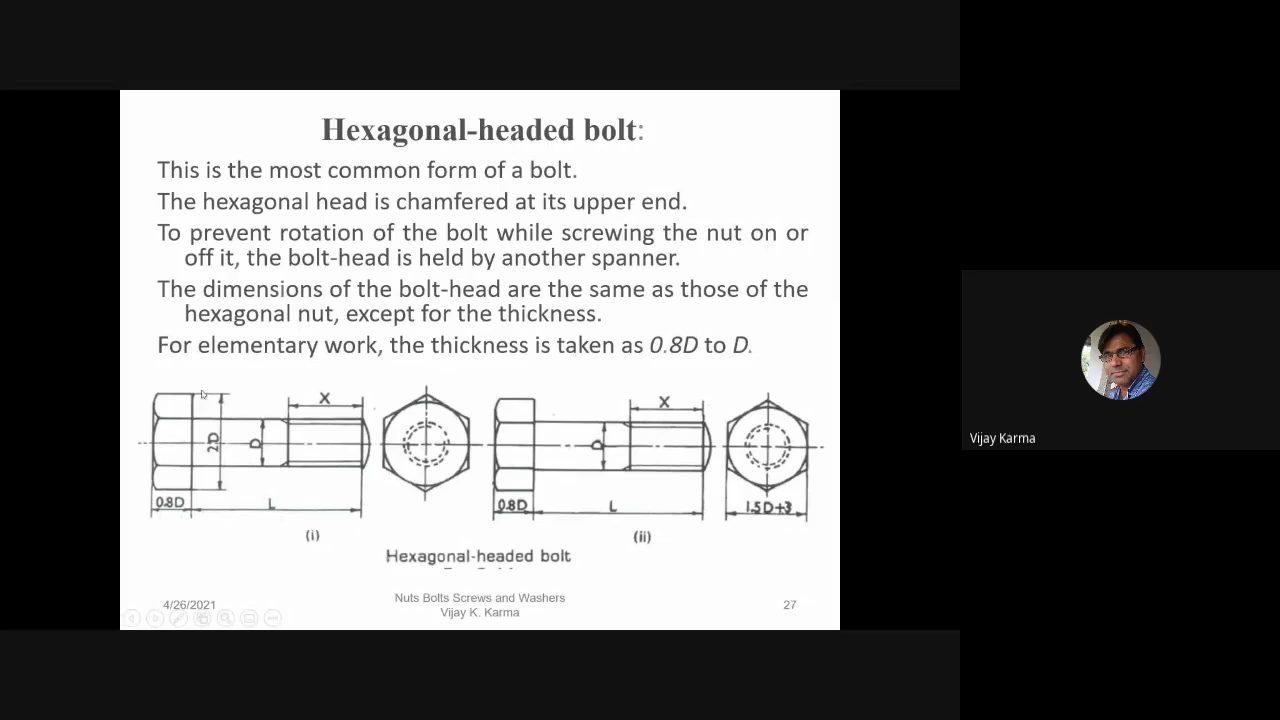 Hexagonal-headed bolt:
This is the most common form of a bolt.
The hexagonal head is chamfered at its upper end.
To prevent rotation of the bolt while screwing the nut on or
off it, the bolt-head is held by another spanner.
The dimensions of the bolt-head are the same as those of the
hexagonal nut, except for the thickness.
For elementary work, the thickness is taken as 0.8D to D.
X
2D
D
0.8D
L
(i)
X
D
0.8D
L
1.5D+3
(ii)
Hexagonal-headed bolt
4/26/2021
Nuts Bolts Screws and Washers
Vijay K. Karma
27
Vijay Karma